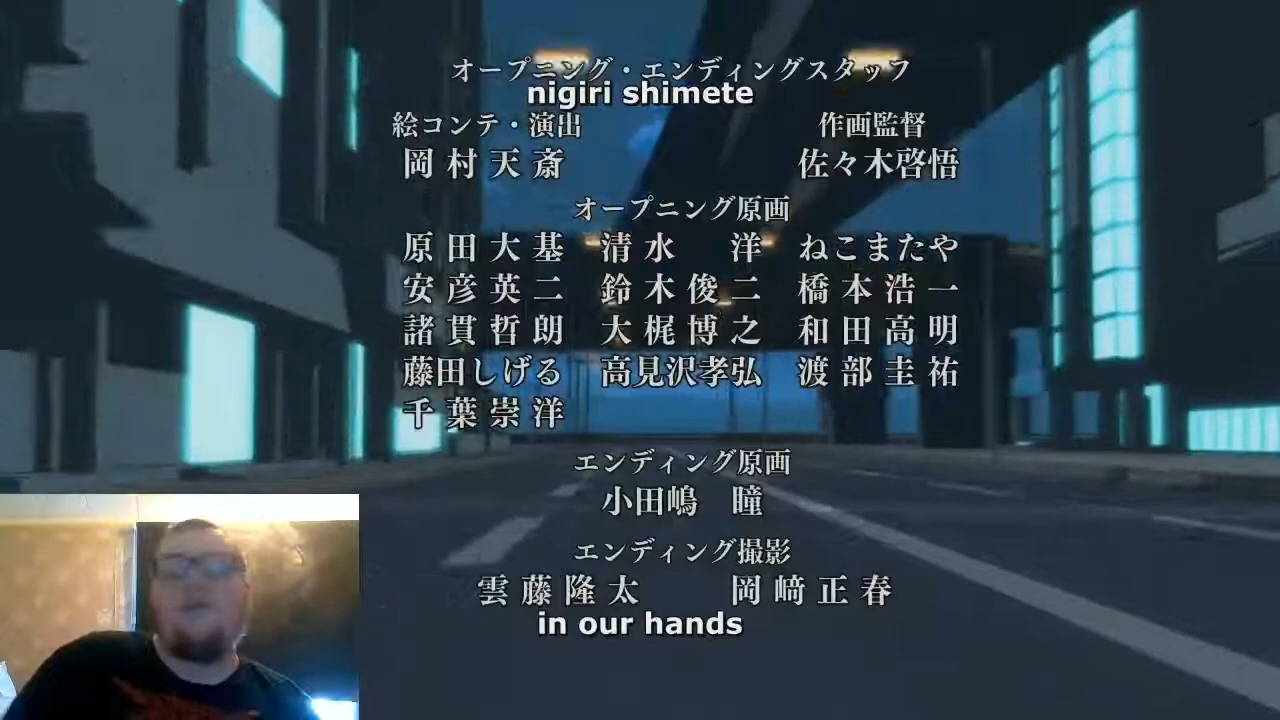 オープニング・エンディングスタッフ
nigiri shimete
絵コンテ・演出 作画監督
岡村天斎 佐々木啓悟
オープニング原画
原田大基 清水 洋 ねこまたや
安彦英二 鈴木俊二 橋本浩一
諸貫哲朗 大梶博之 和田高明
藤田しげる 高見沢孝弘 渡部圭祐
千葉崇洋
エンディング原画
小田嶋 瞳
エンディング撮影
雲藤隆太 岡﨑正春
in our hands